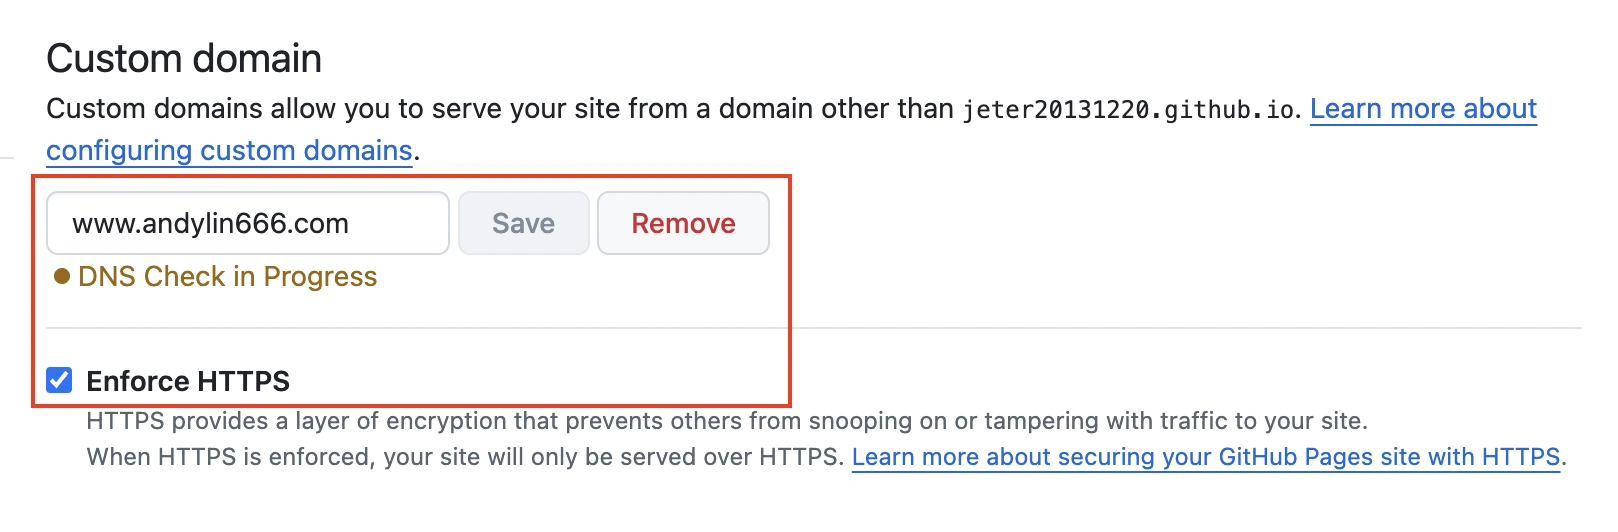 Custom domain
Custom domains allow you to serve your site from a domain other than jeter20131220.github.io. Learn more about
configuring custom domains.
www.andylin666.com Save Remove
DNS Check in Progress
Enforce HTTPS
HTTPS provides a layer of encryption that prevents others from snooping on or tampering with traffic to your site.
When HTTPS is enforced, your site will only be served over HTTPS. Learn more about securing your GitHub Pages site with HTTPS.